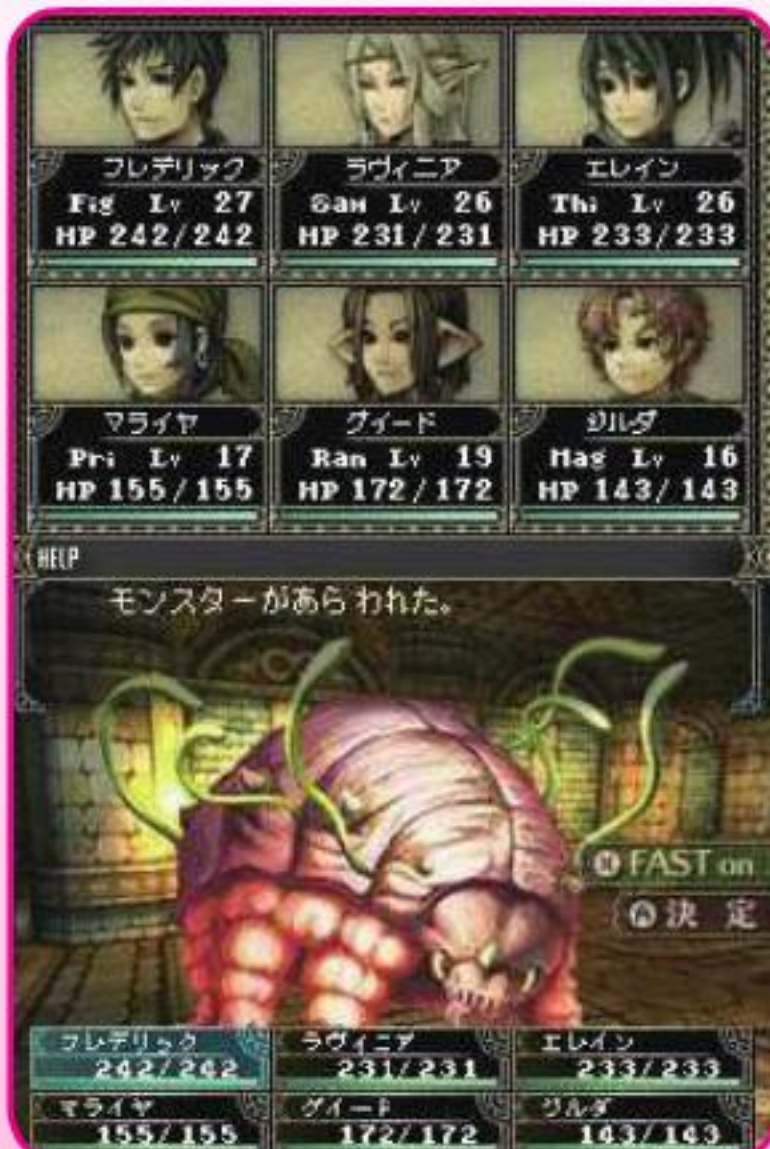 フレデリック ラヴィニア エレイン
Fig Lv 27 Sam Lv 26 Thi Lv 26
HP 242/242 HP 231/231 HP 233/233
マライヤ グイード ジルダ
Pri Lv 17 Ran Lv 19 Mag Lv 16
HP 155/155 HP 172/172 HP 143/143
HELP
モンスターがあらわれた。
FAST on
A 決定
フレデリック ラヴィニア エレイン
242/242 231/231 233/233
マライヤ グイード ジルダ
155/155 172/172 143/143